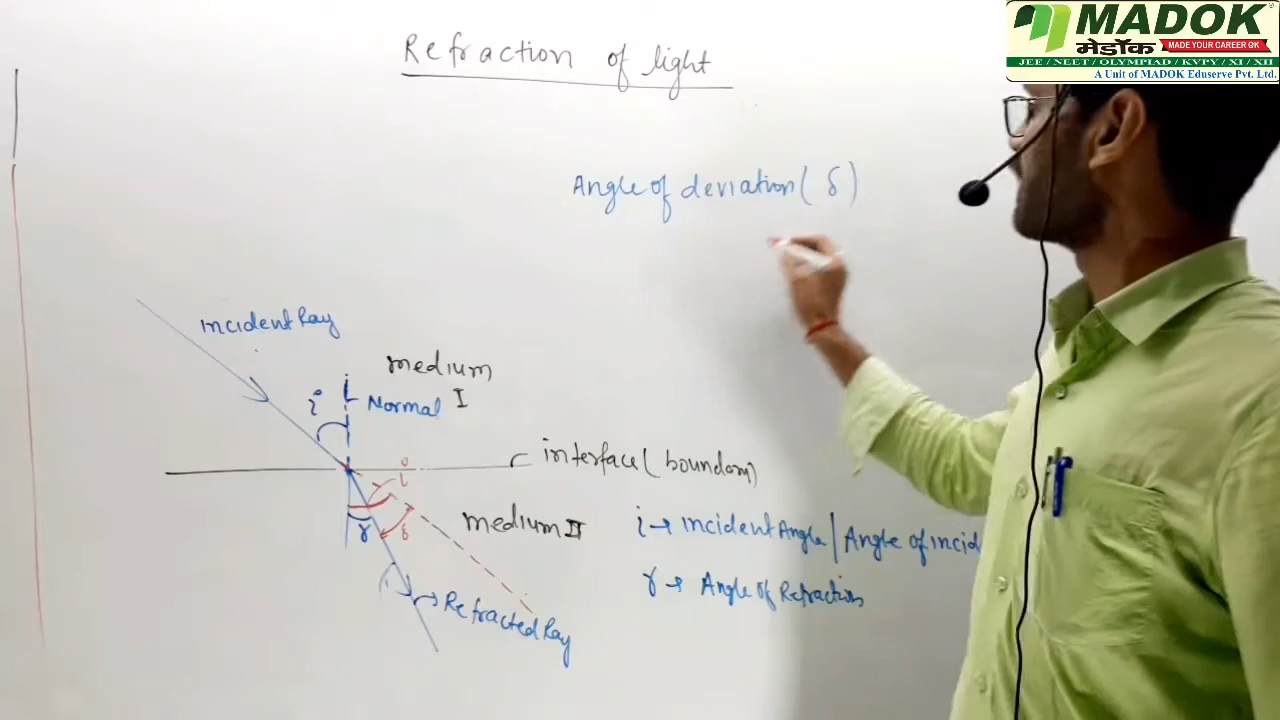 MADOK
मेडॉक
MADE YOUR CAREER OK
JEE / NEET / OLYMPIAD / KVPY / XI / XII
A Unit of MADOK Eduserve Pvt. Ltd.
Refraction of light
Angle of deviation ( δ )
incident Ray
medium I
i
Normal
interface ( boundary )
i
r
δ
medium II
i → incident Angle / Angle of incid
r → Angle of Refraction
Refracted Ray